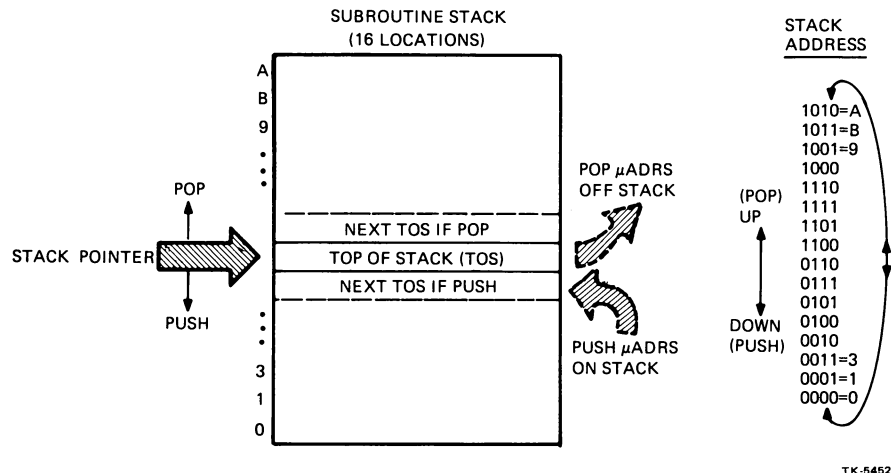 SUBROUTINE STACK
(16 LOCATIONS)
A
B
9
POP
STACK POINTER
PUSH
3
1
0
NEXT TOS IF POP
TOP OF STACK (TOS)
NEXT TOS IF PUSH
POP μADRS
OFF STACK
PUSH μADRS
ON STACK
STACK
ADDRESS
(POP)
UP
DOWN
(PUSH)
1010=A
1011=B
1001=9
1000
1110
1111
1101
1100
0110
0111
0101
0100
0010
0011=3
0001=1
0000=0
TK-5452